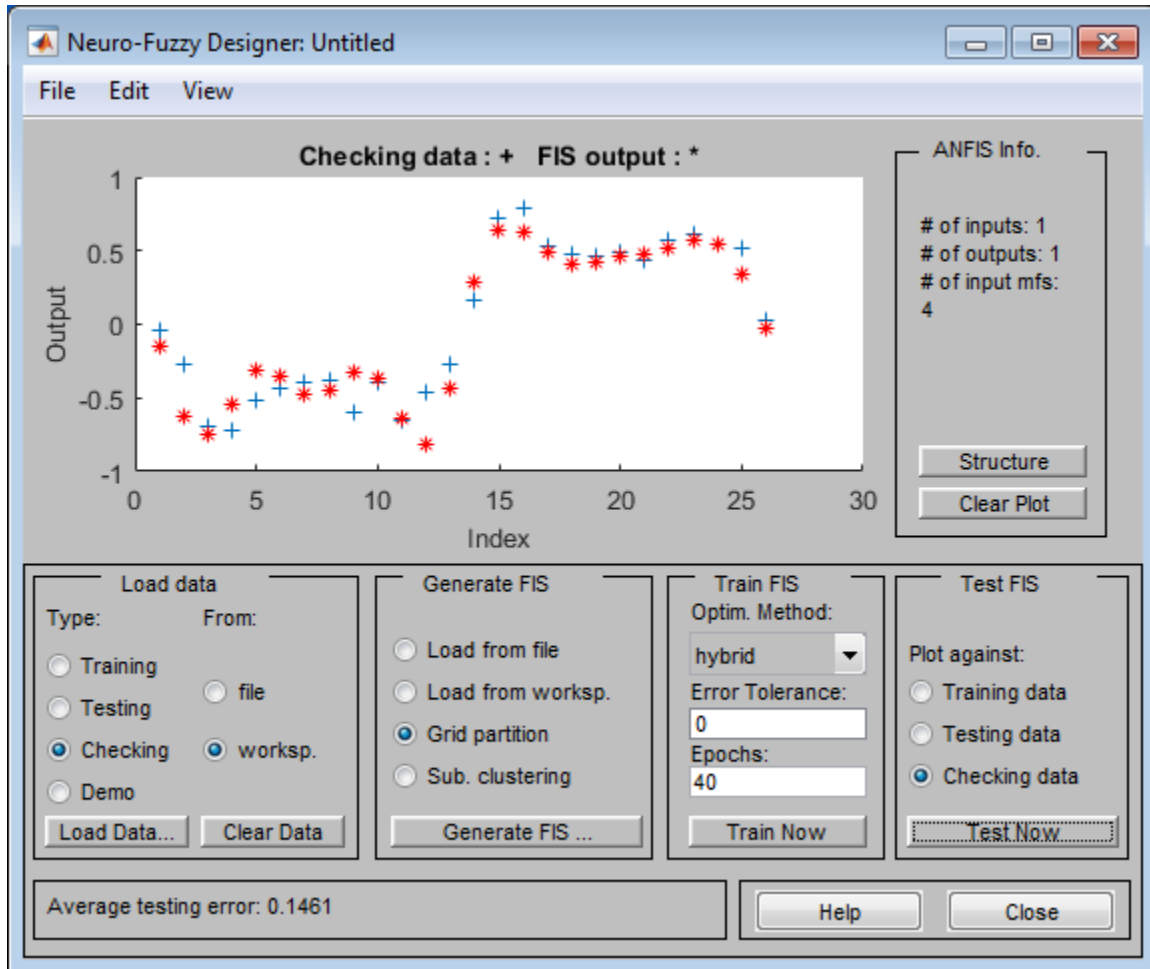 Neuro-Fuzzy Designer: Untitled
File Edit View
Checking data : + FIS output : *
1
0.5
0
-0.5
-1
Output
0 5 10 15 20 25 30
Index
ANFIS Info.
# of inputs: 1
# of outputs: 1
# of input mfs:
4
Structure
Clear Plot
Load data
Type: From:
Training
Testing
Checking
Demo
file
worksp.
Load Data... Clear Data
Generate FIS
Load from file
Load from worksp.
Grid partition
Sub. clustering
Generate FIS ...
Train FIS
Optim. Method:
hybrid
Error Tolerance:
0
Epochs:
40
Train Now
Test FIS
Plot against:
Training data
Testing data
Checking data
Test Now
Average testing error: 0.1461
Help Close